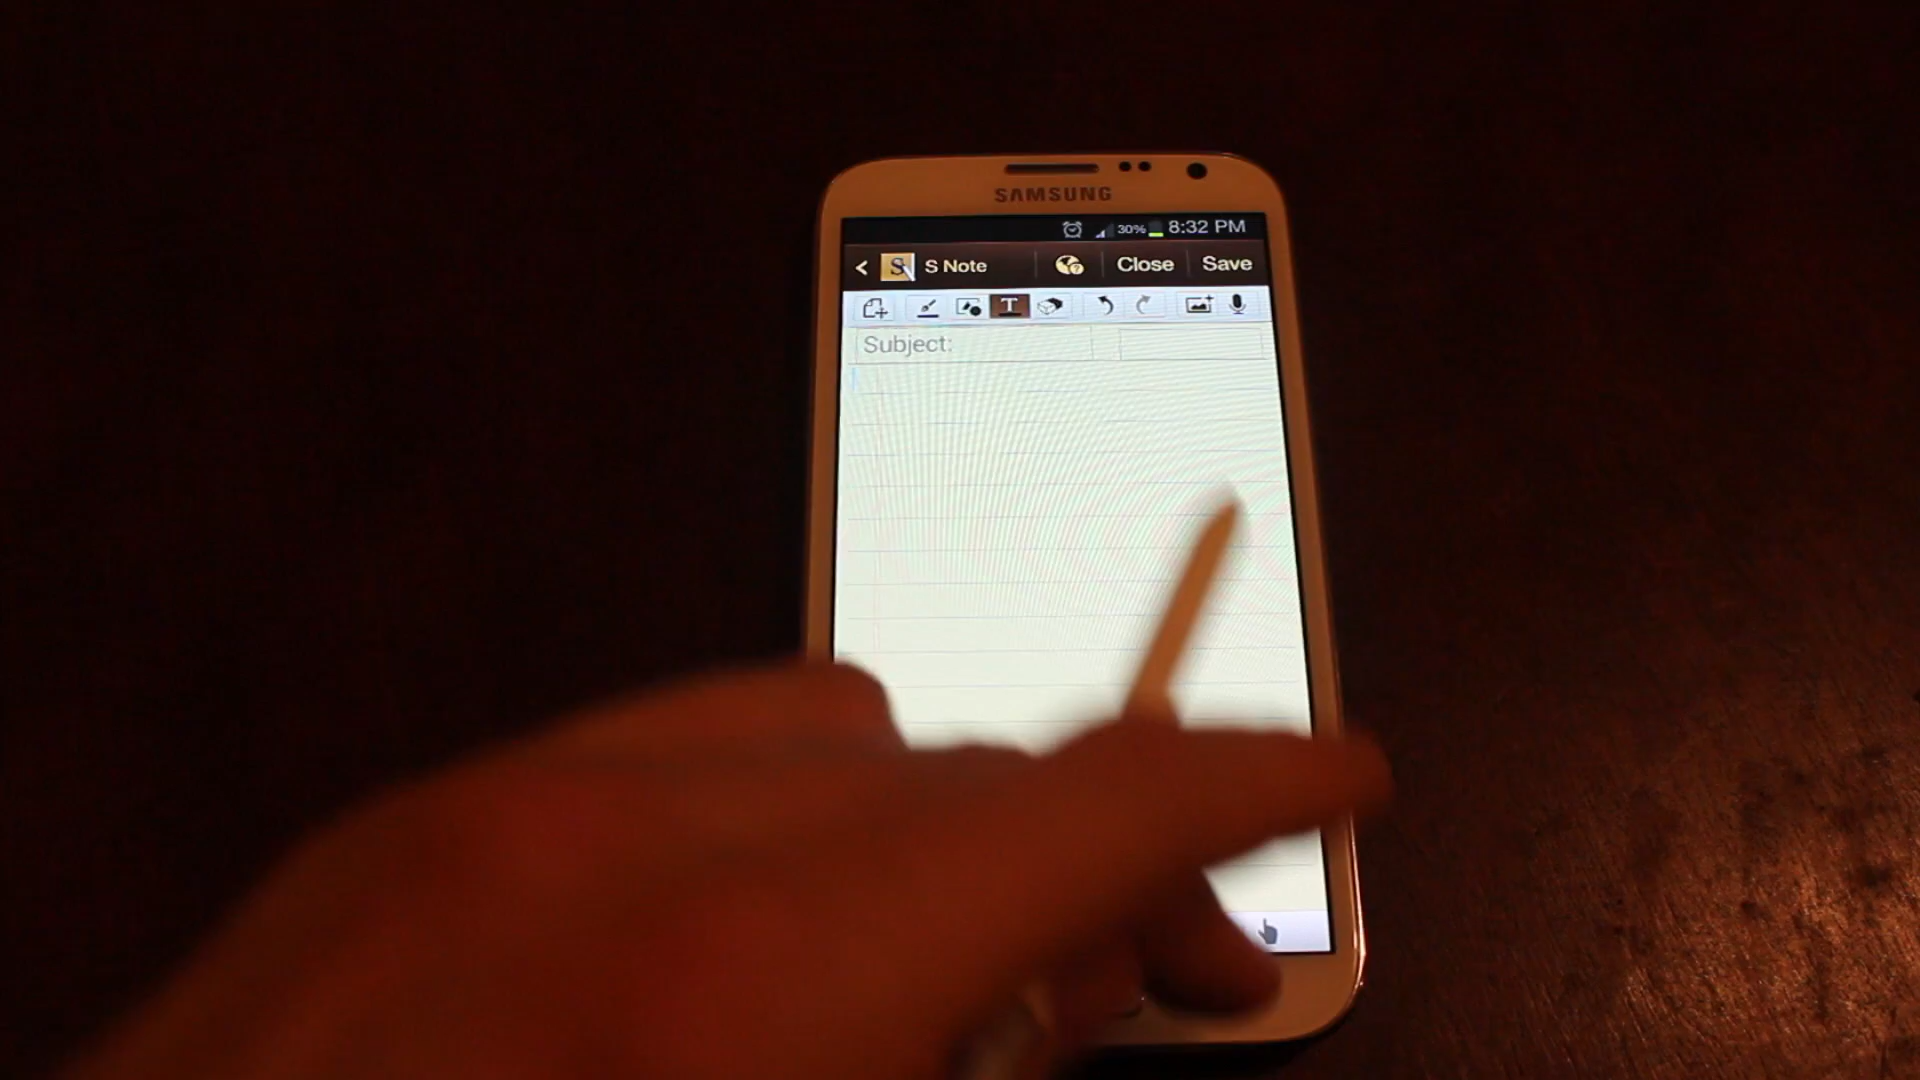 SAMSUNG
30% 8:32 PM
S S Note Close Save
T
Subject: